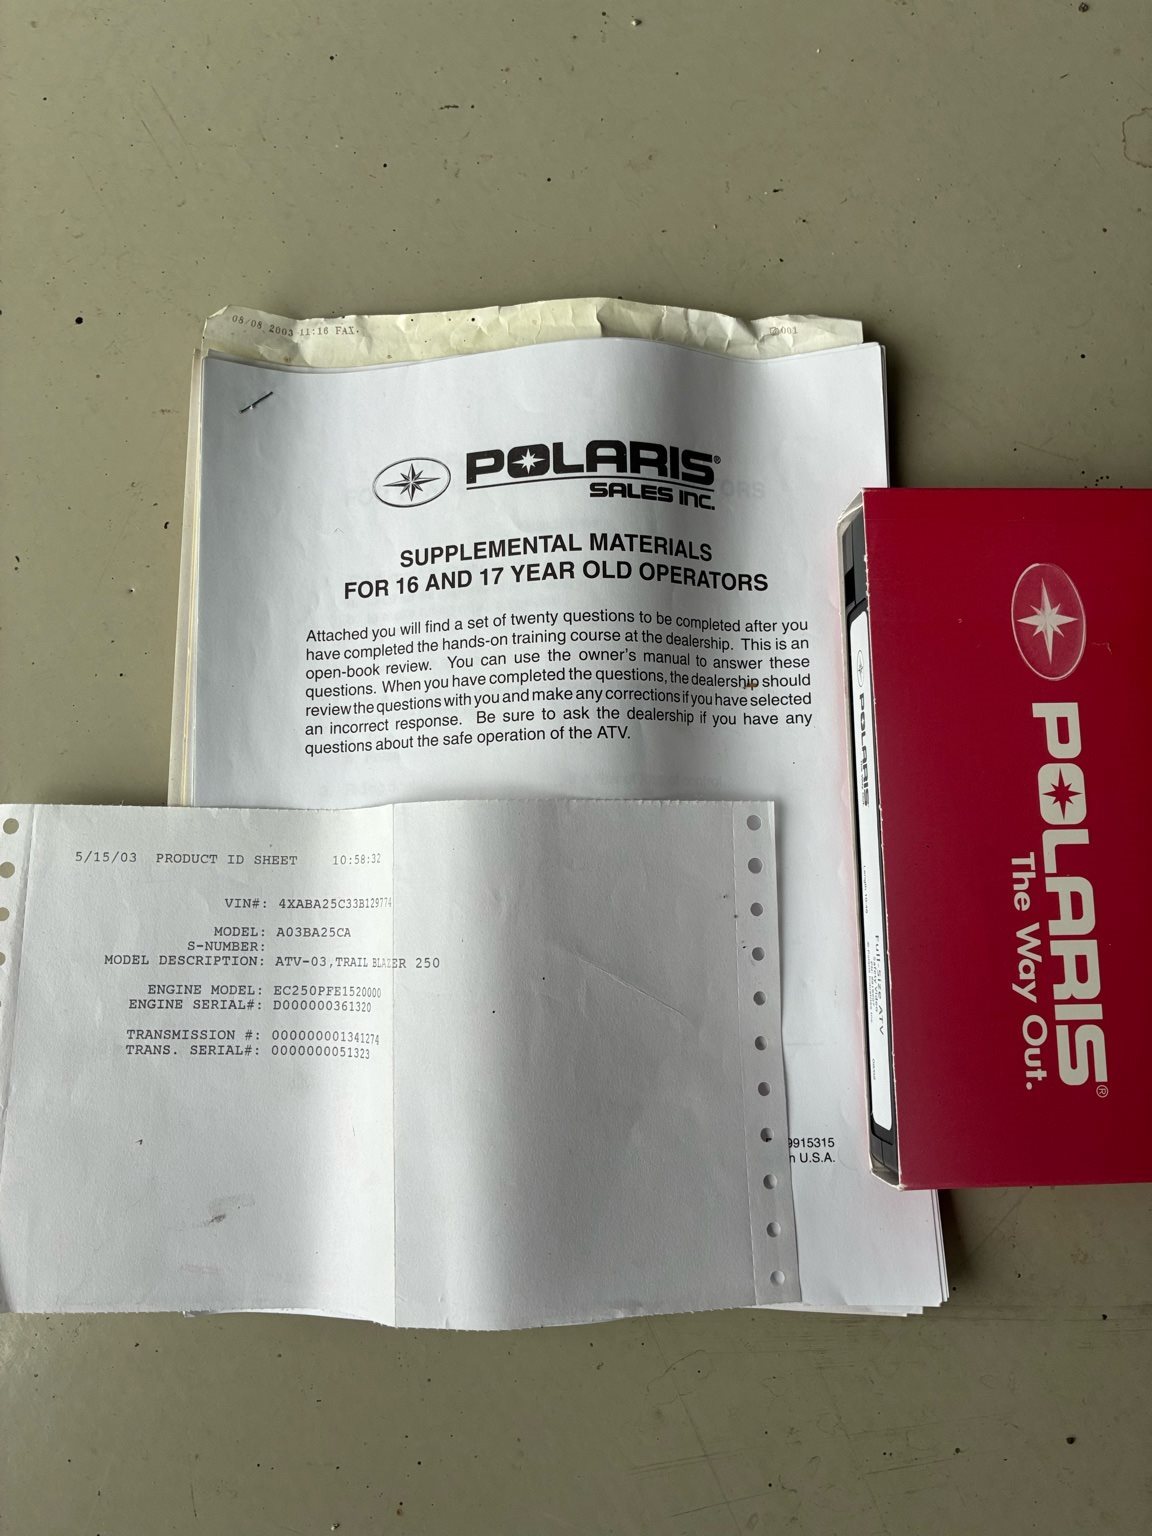 08/08 2003 11:16 FAX
001
POLARIS®
SALES INC.
SUPPLEMENTAL MATERIALS
FOR 16 AND 17 YEAR OLD OPERATORS
Attached you will find a set of twenty questions to be completed after you
have completed the hands-on training course at the dealership. This is an
open-book review. You can use the owner's manual to answer these
questions. When you have completed the questions, the dealership should
review the questions with you and make any corrections if you have selected
an incorrect response. Be sure to ask the dealership if you have any
questions about the safe operation of the ATV.
9915315
U.S.A.
5/15/03 PRODUCT ID SHEET 10:58:32
VIN#: 4XABA25C33B129774
MODEL: A03BA25CA
S-NUMBER:
MODEL DESCRIPTION: ATV-03,TRAIL BLAZER 250
ENGINE MODEL: EC250PFE1520000
ENGINE SERIAL#: D000000361320
TRANSMISSION #: 000000001341274
TRANS. SERIAL#: 0000000051323
POLARIS®
The Way Out.
POLARIS
Full-Size ATV